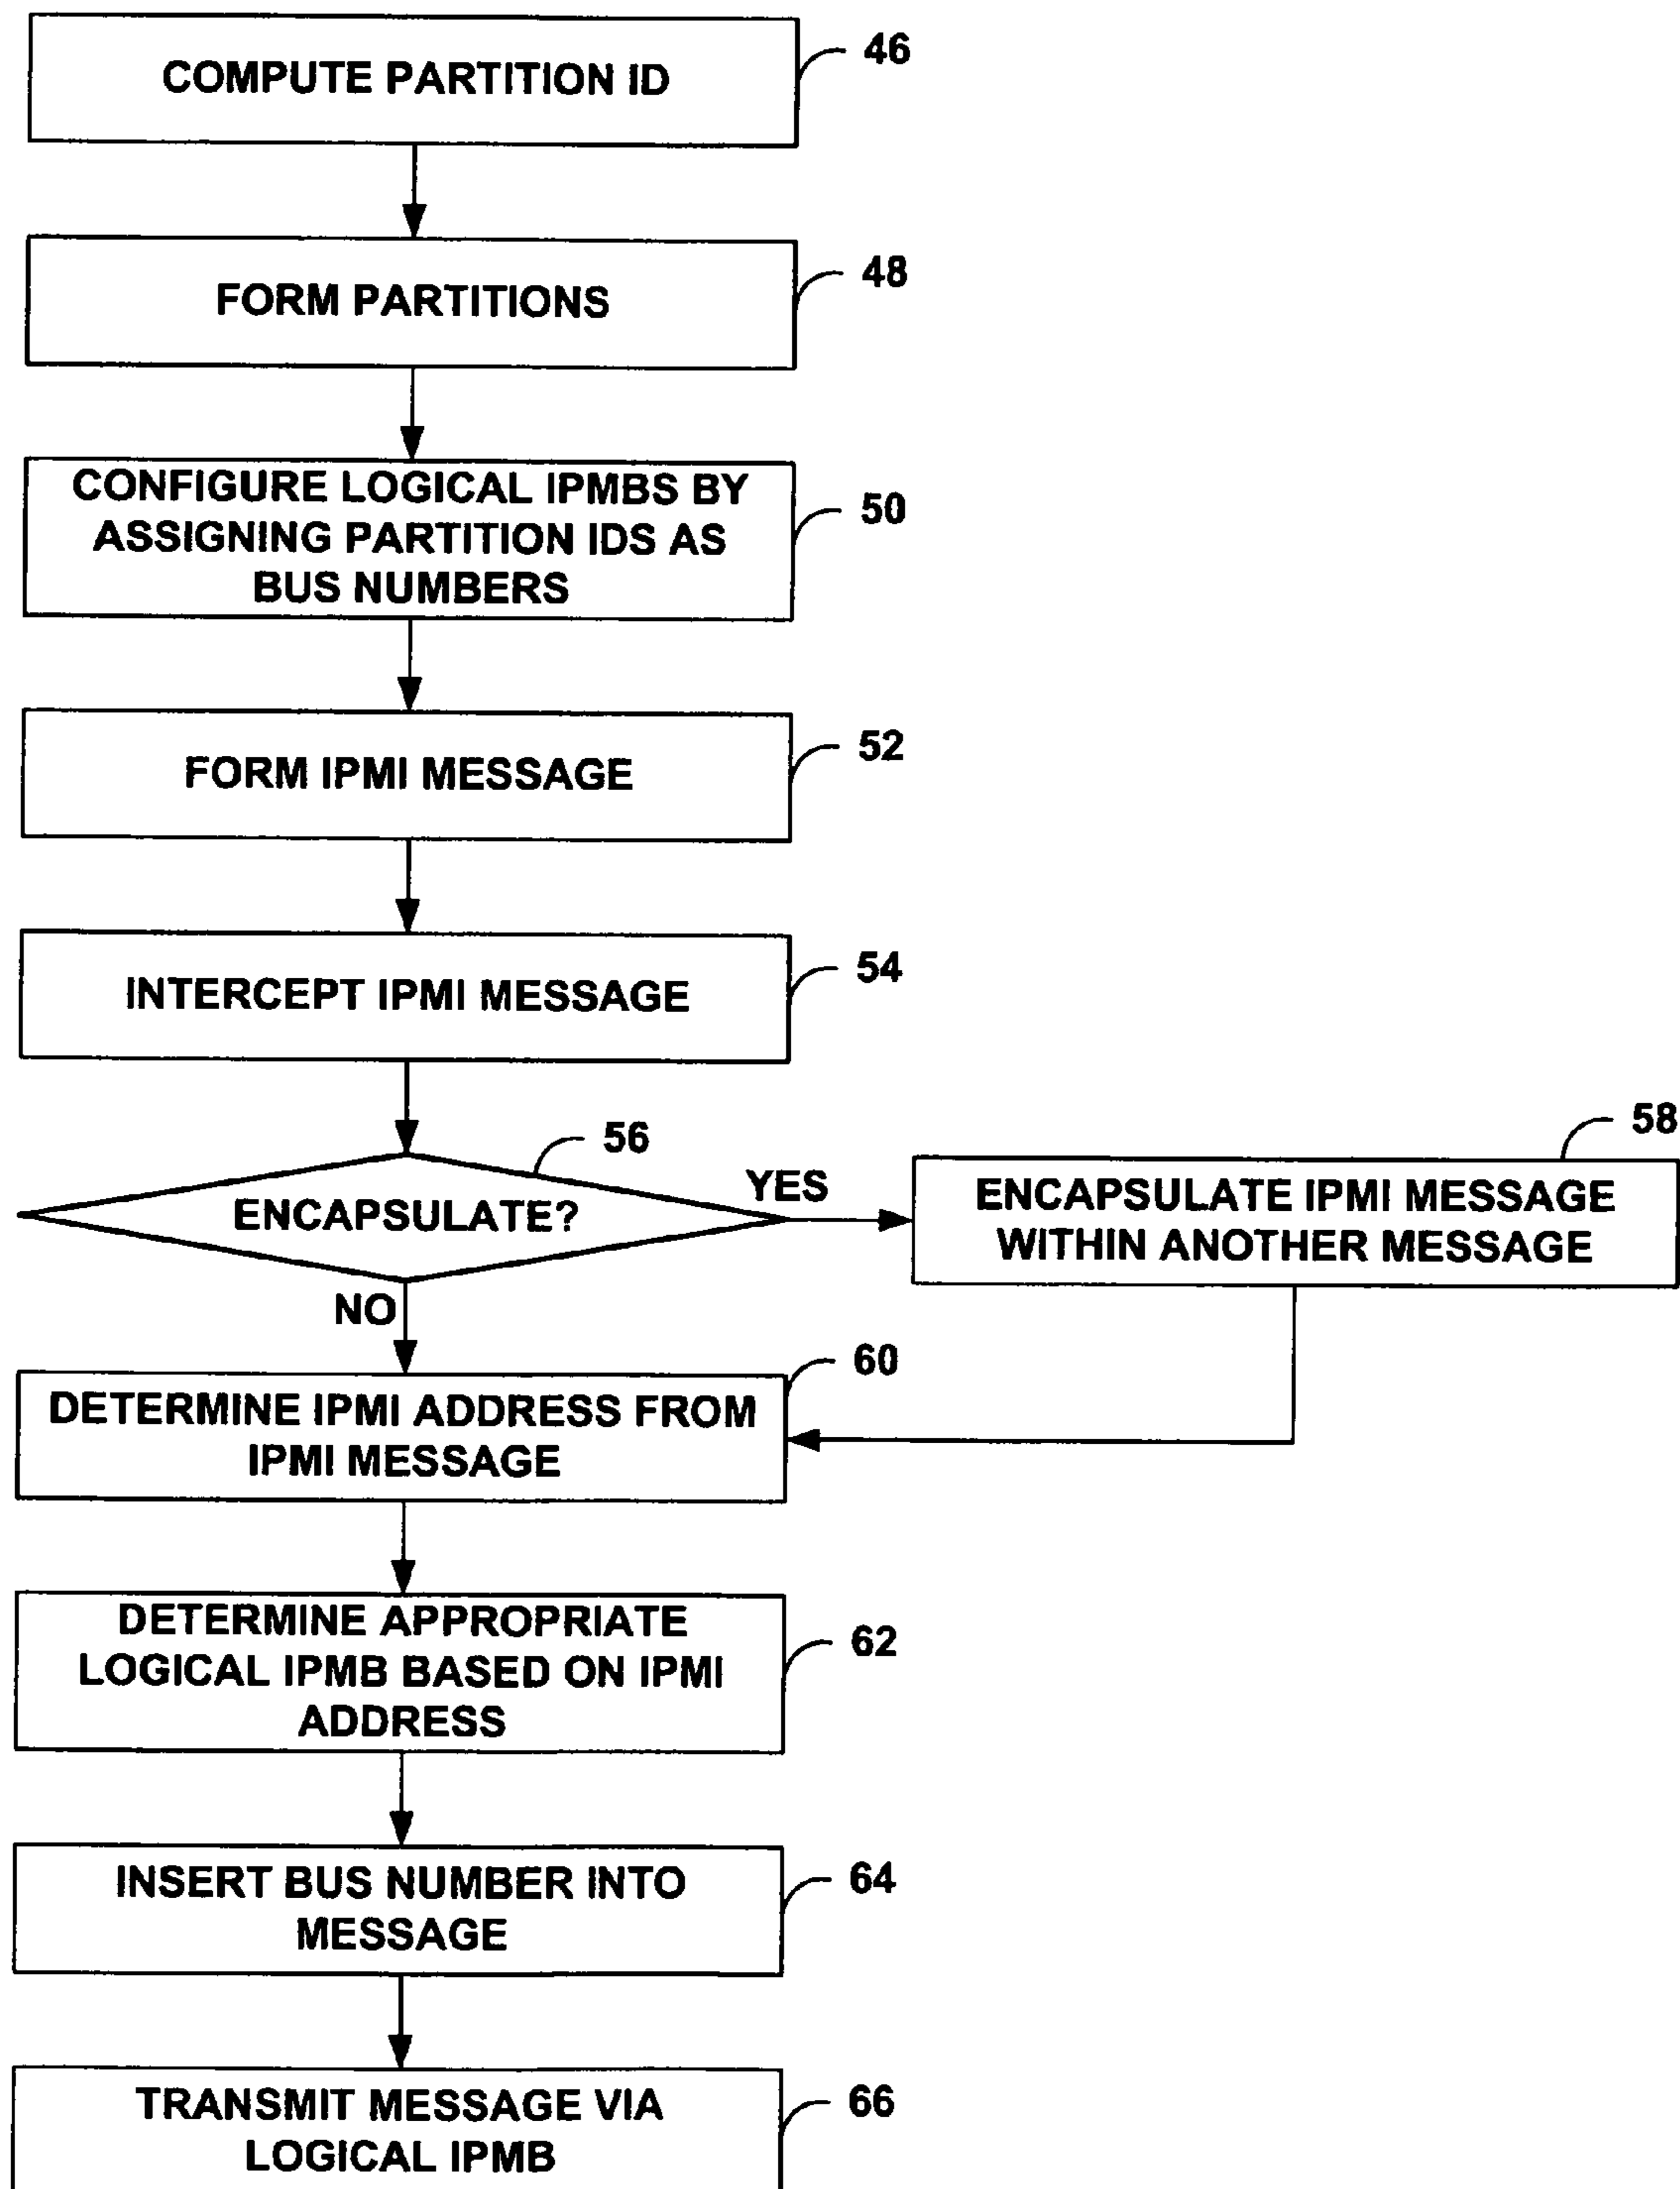 COMPUTE PARTITION ID
46
FORM PARTITIONS
48
CONFIGURE LOGICAL IPMBS BY
ASSIGNING PARTITION IDS AS
BUS NUMBERS
50
FORM IPMI MESSAGE
52
INTERCEPT IPMI MESSAGE
54
56
ENCAPSULATE?
YES
58
ENCAPSULATE IPMI MESSAGE
WITHIN ANOTHER MESSAGE
NO
60
DETERMINE IPMI ADDRESS FROM
IPMI MESSAGE
DETERMINE APPROPRIATE
LOGICAL IPMB BASED ON IPMI
ADDRESS
62
INSERT BUS NUMBER INTO
MESSAGE
64
TRANSMIT MESSAGE VIA
LOGICAL IPMB
66